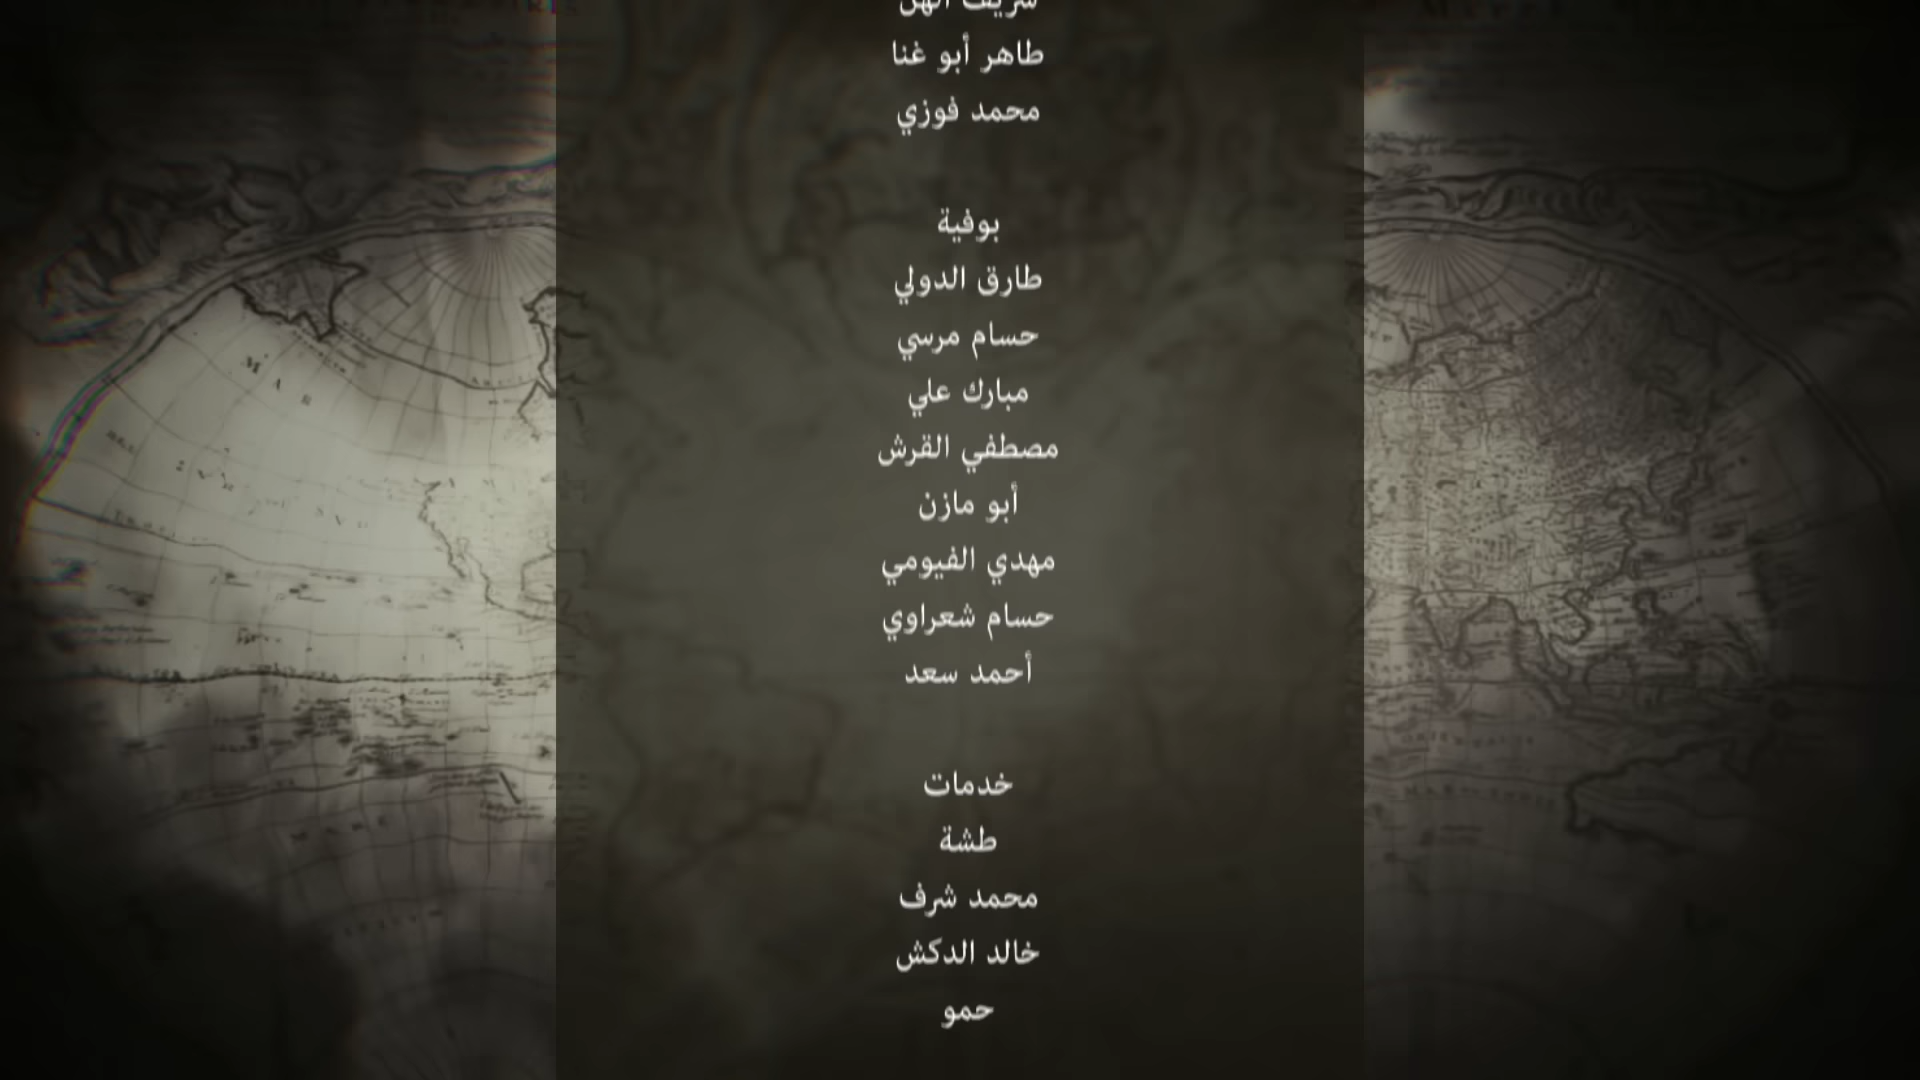 طاهر أبو غنا
محمد فوزي
بوفية
طارق الدولي
حسام مرسي
مبارك علي
مصطفي القرش
أبو مازن
مهدي الفيومي
حسام شعراوي
أحمد سعد
خدمات
طشة
محمد شرف
خالد الدكش
حمو